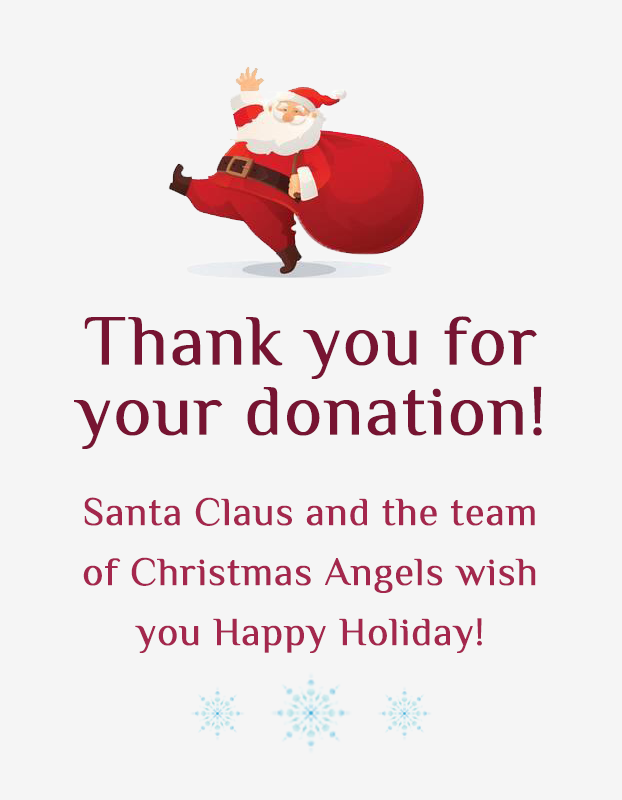 Thank you for
your donation!
Santa Claus and the team
of Christmas Angels wish
you Happy Holiday!